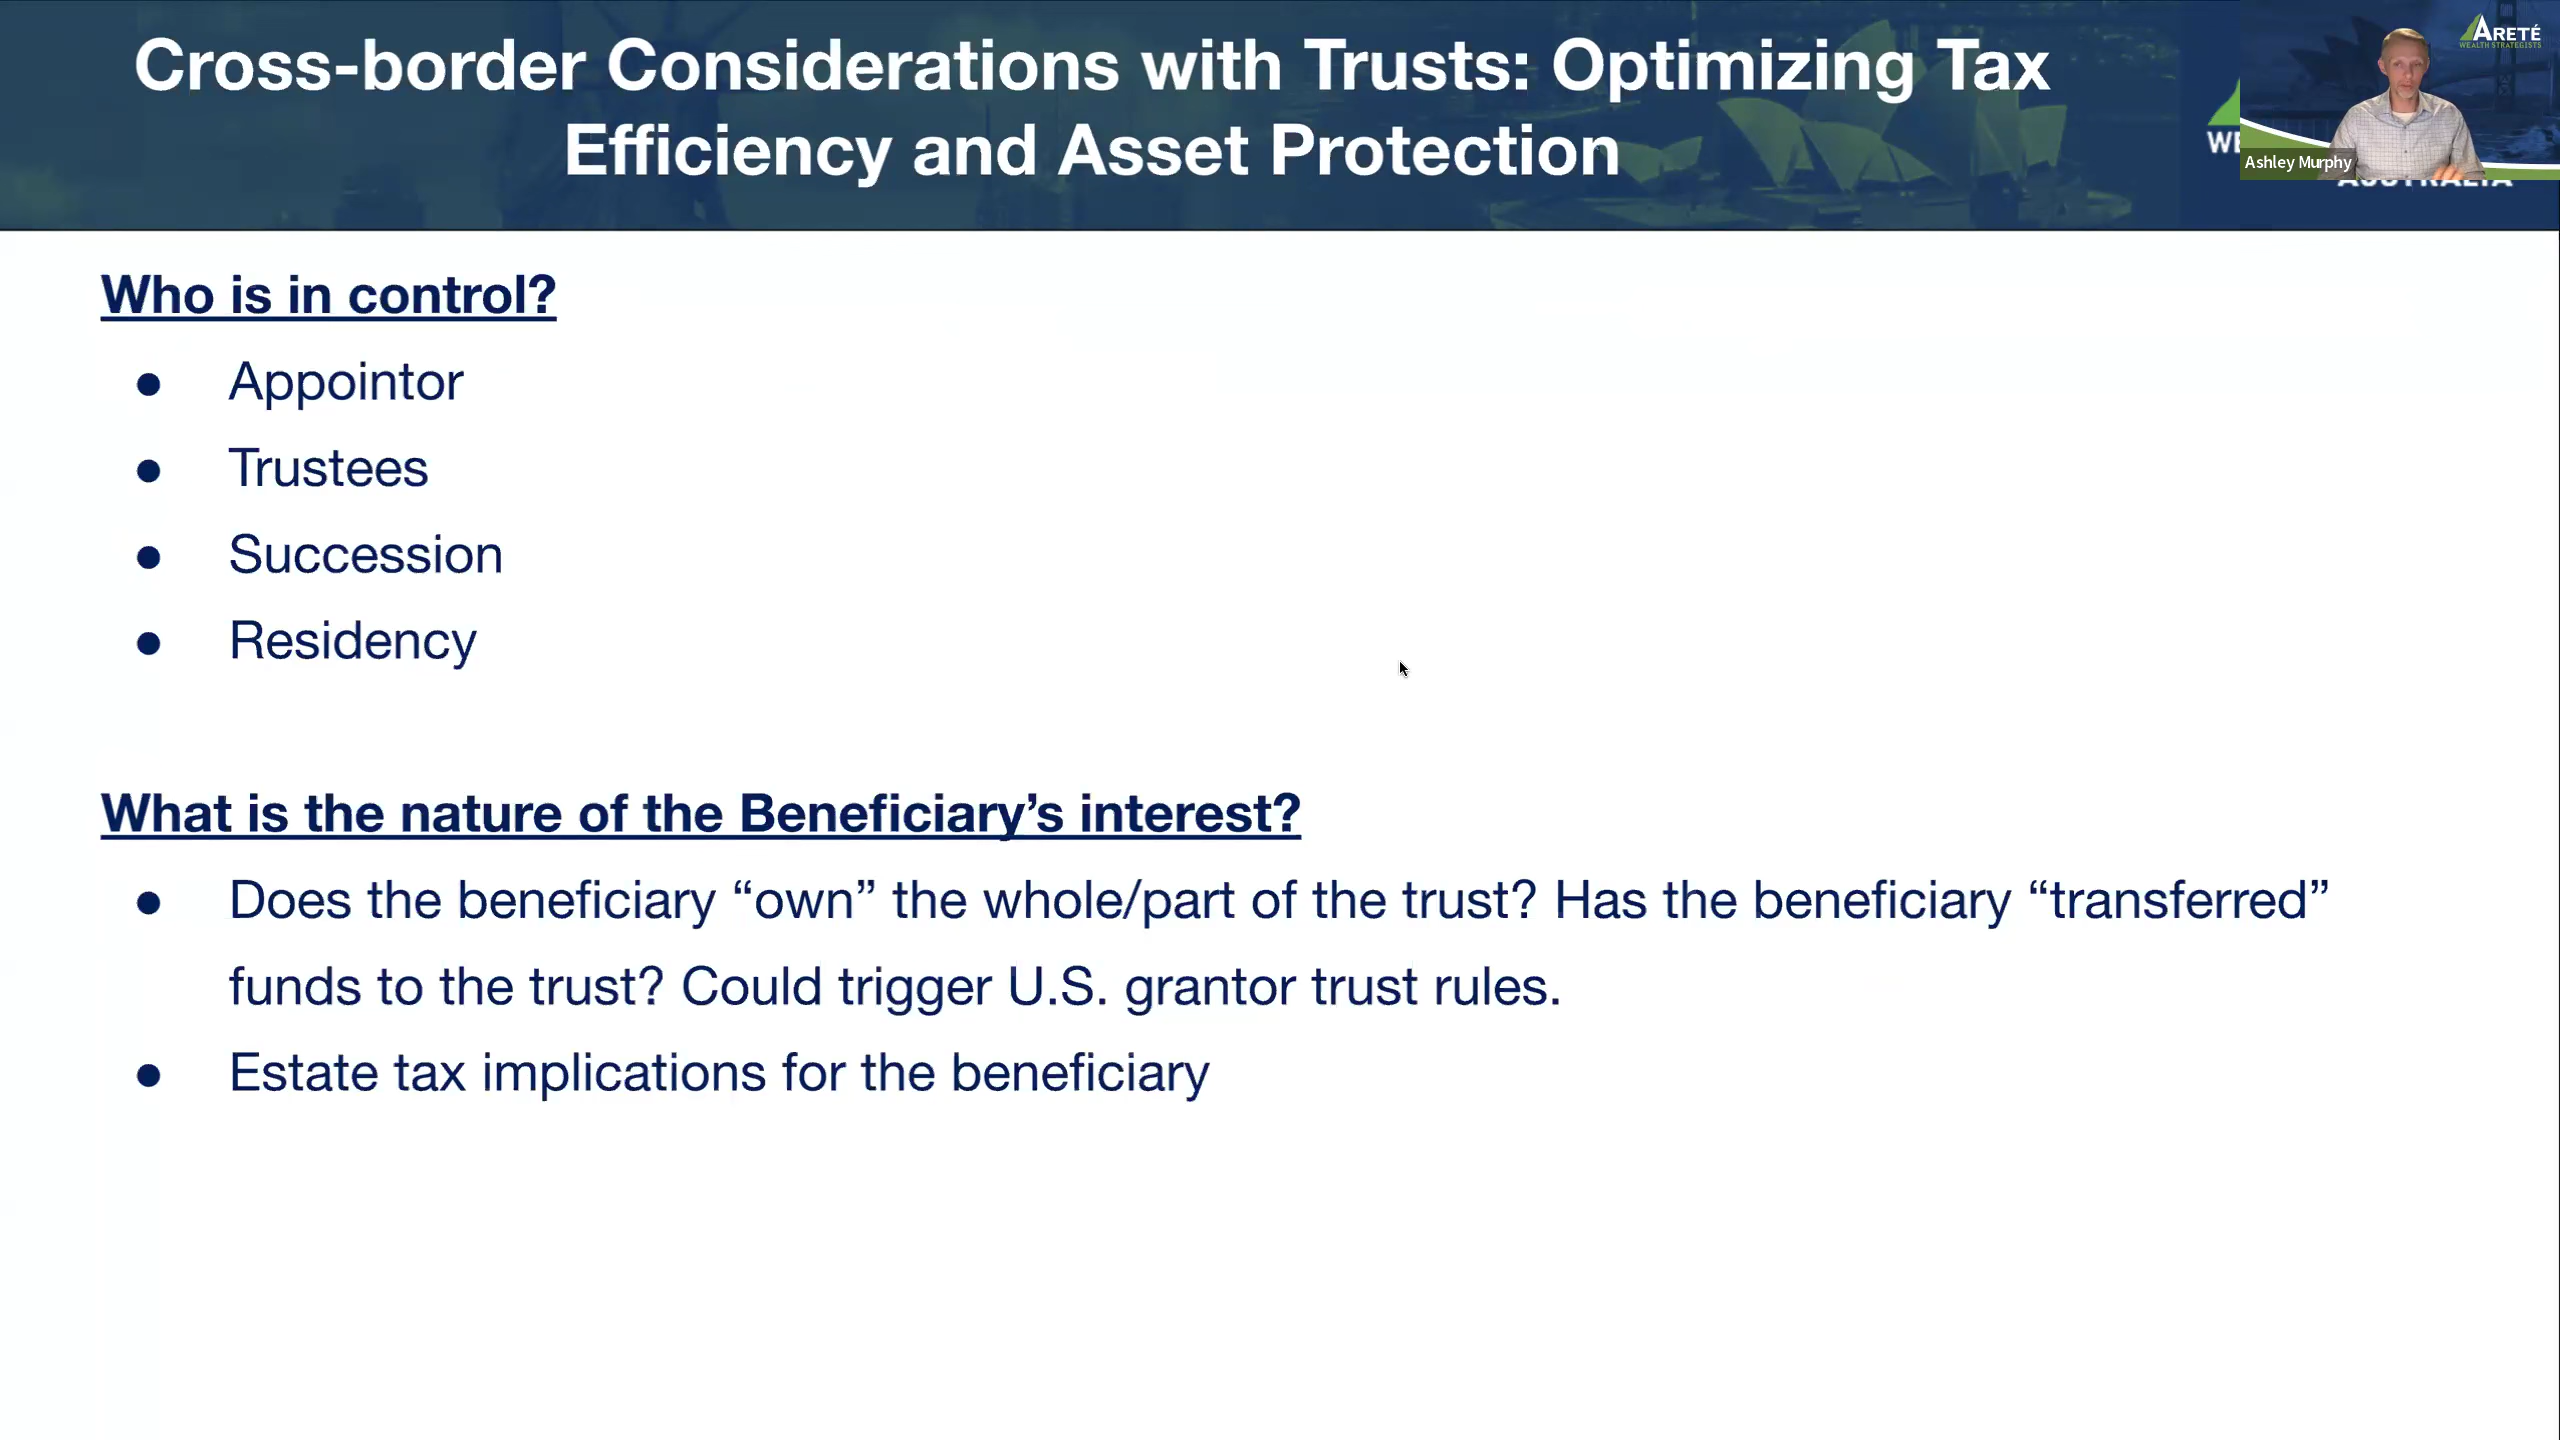 Cross-border Considerations with Trusts: Optimizing Tax
Efficiency and Asset Protection
ARETÉ
WEALTH STRATEGISTS
Ashley Murphy
Who is in control?
● Appointor
● Trustees
● Succession
● Residency
What is the nature of the Beneficiary’s interest?
● Does the beneficiary “own” the whole/part of the trust? Has the beneficiary “transferred”
funds to the trust? Could trigger U.S. grantor trust rules.
● Estate tax implications for the beneficiary